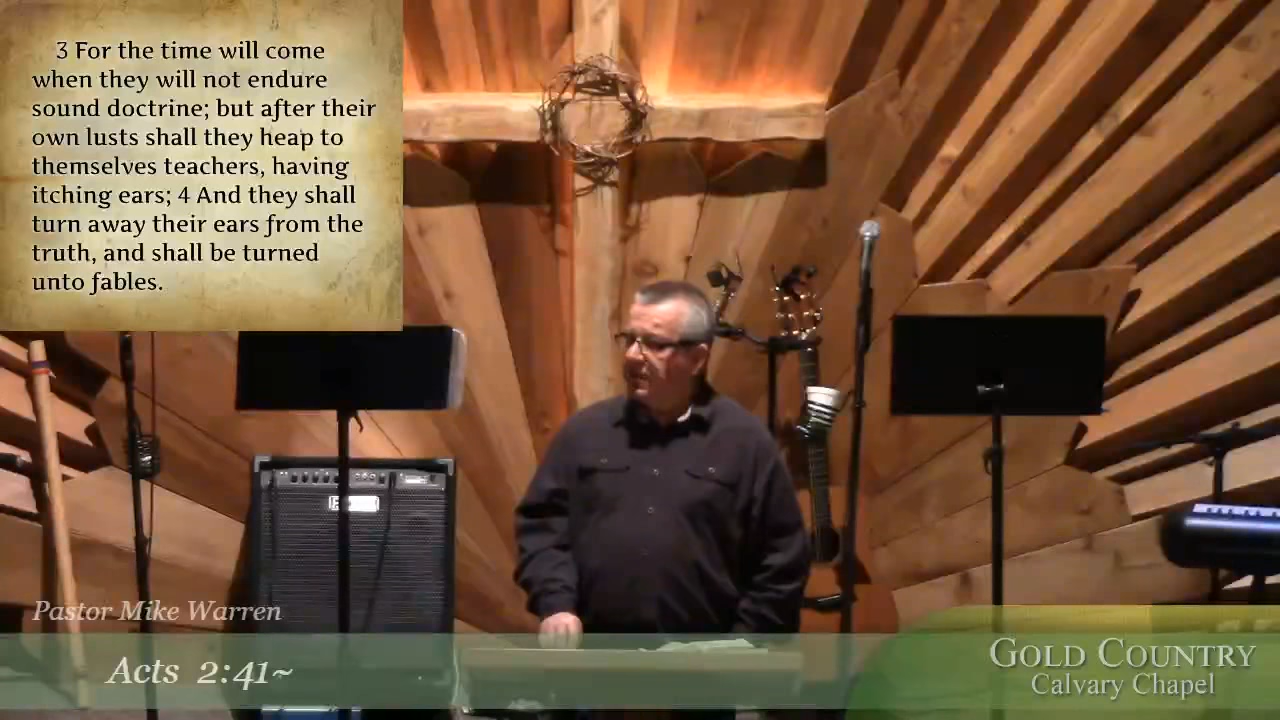 3 For the time will come
when they will not endure
sound doctrine; but after their
own lusts shall they heap to
themselves teachers, having
itching ears; 4 And they shall
turn away their ears from the
truth, and shall be turned
unto fables.
Pastor Mike Warren
Acts 2:41~
GOLD COUNTRY
Calvary Chapel